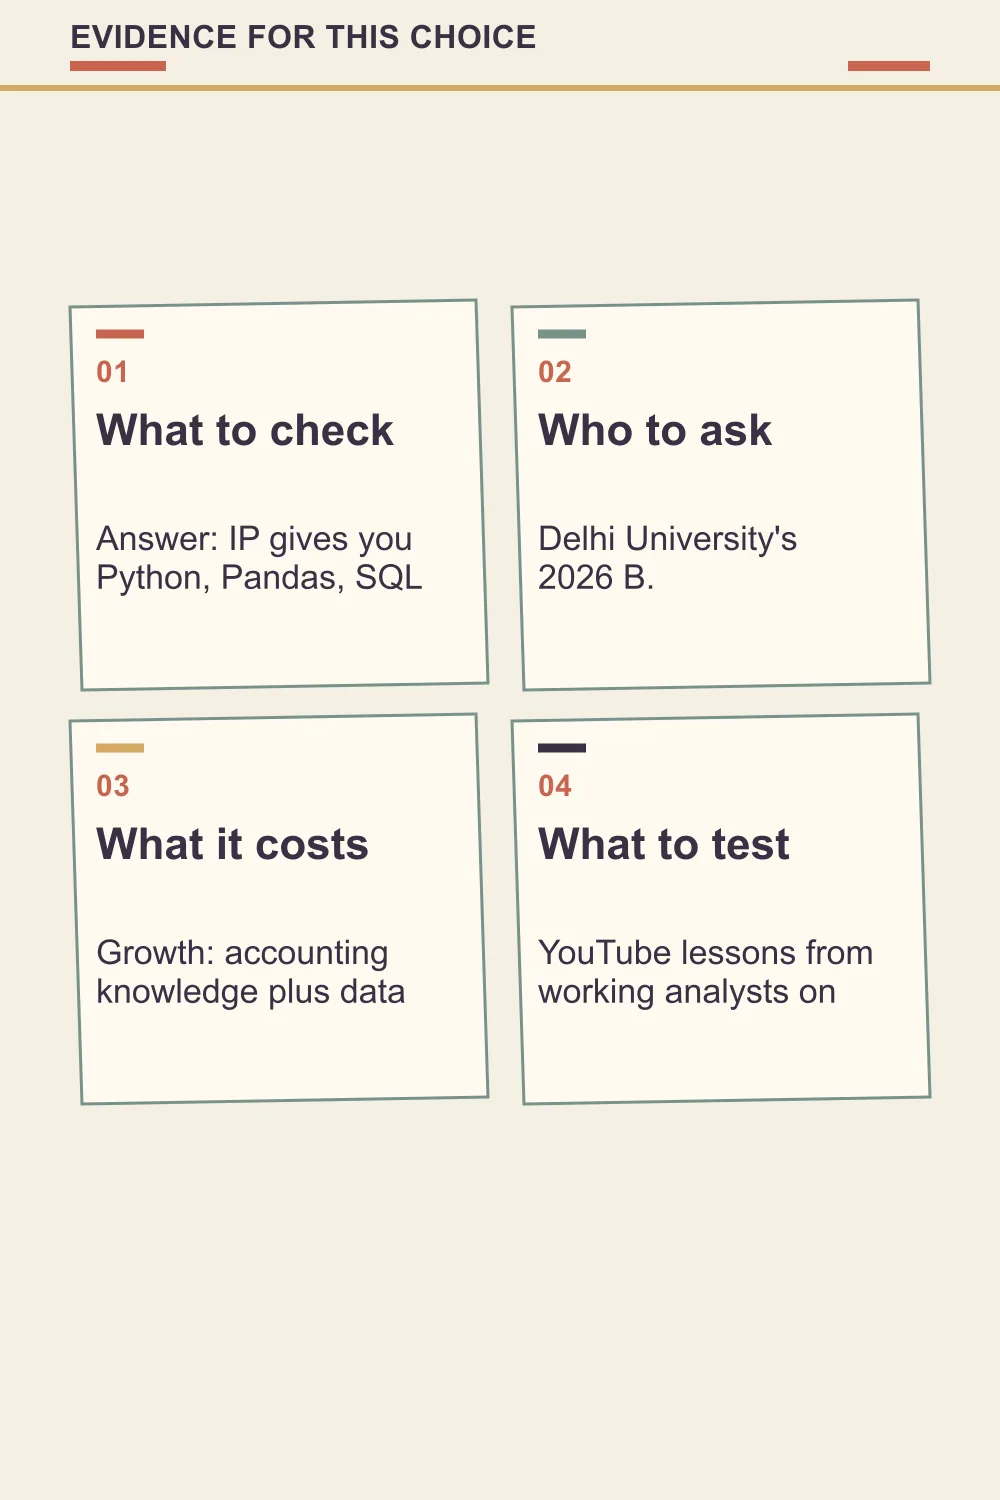 EVIDENCE FOR THIS CHOICE
01
What to check
Answer: IP gives you
Python, Pandas, SQL
02
Who to ask
Delhi University's
2026 B.
03
What it costs
Growth: accounting
knowledge plus data
04
What to test
YouTube lessons from
working analysts on